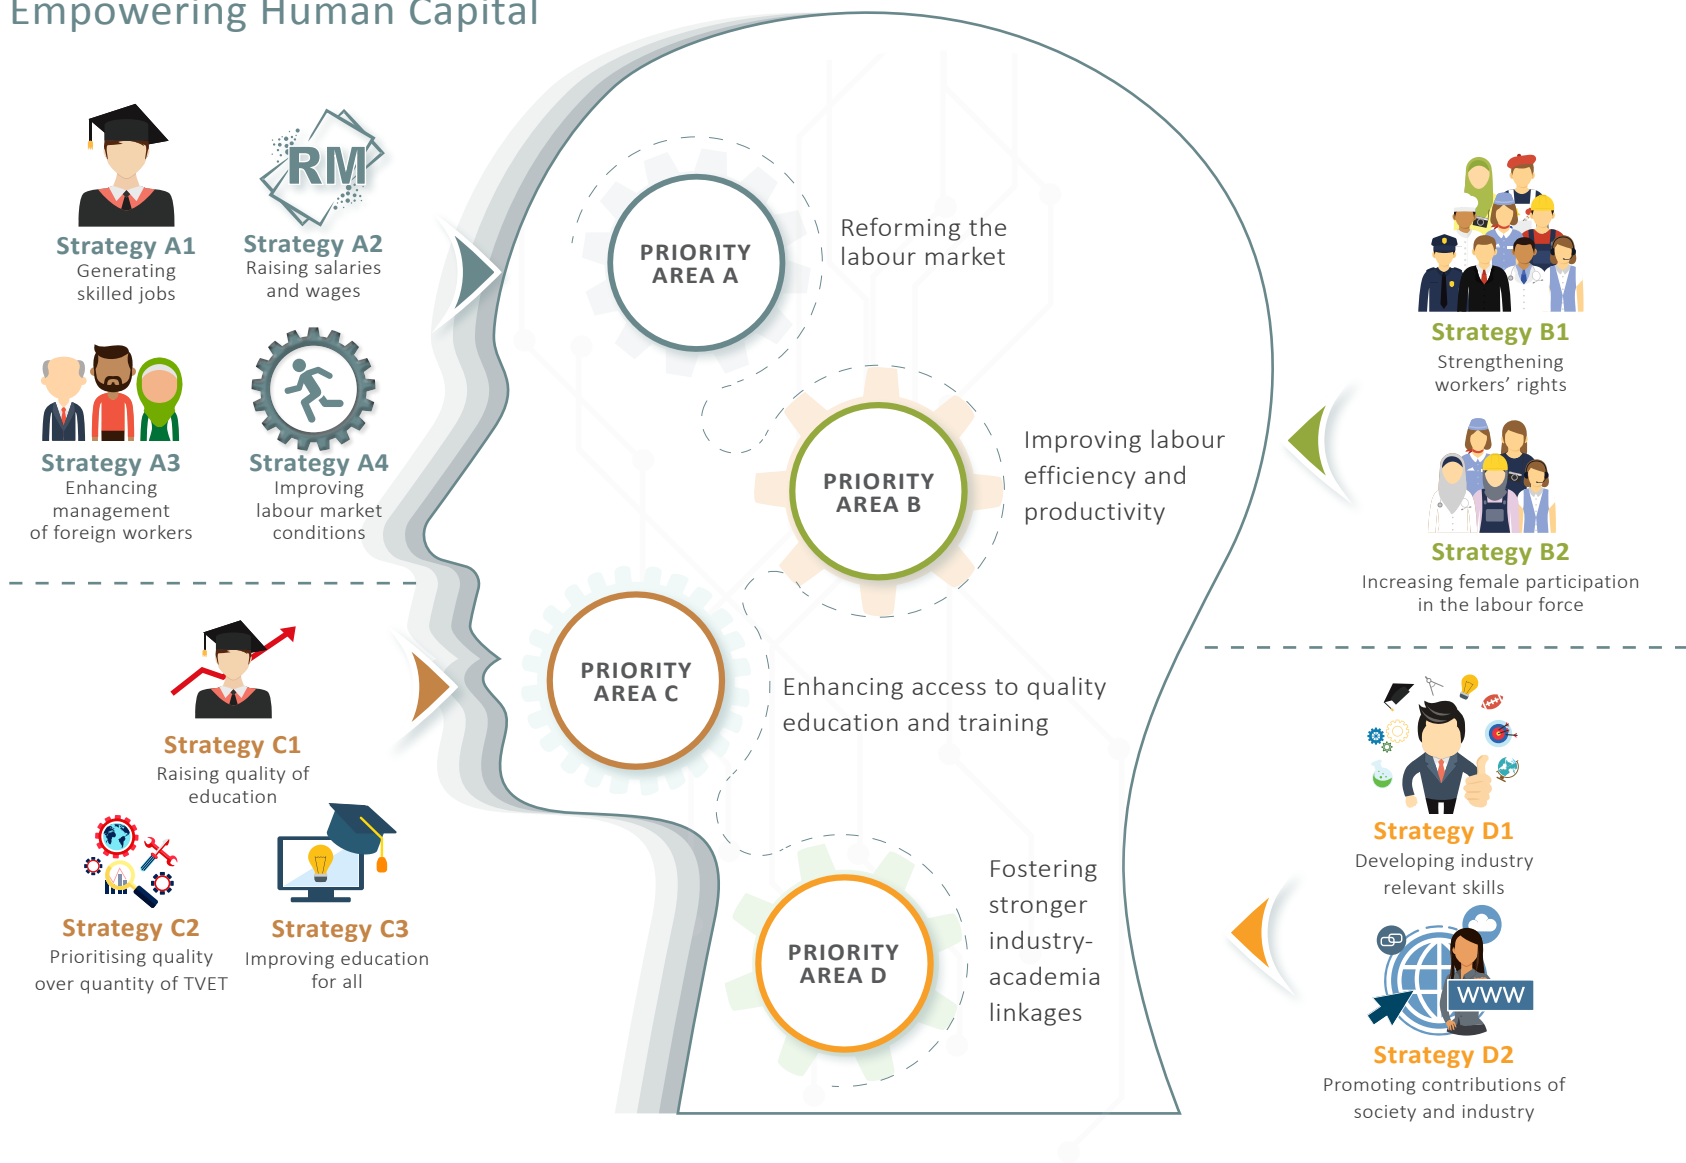 Empowering Human Capital
RM
Strategy A1
Generating
skilled jobs
Strategy A2
Raising salaries
and wages
Strategy A3
Enhancing
management
of foreign workers
Strategy A4
Improving
labour market
conditions
PRIORITY
AREA A
Reforming the
labour market
PRIORITY
AREA B
Improving labour
efficiency and
productivity
Strategy B1
Strengthening
workers’ rights
Strategy B2
Increasing female participation
in the labour force
Strategy C1
Raising quality of
education
Strategy C2
Prioritising quality
over quantity of TVET
Strategy C3
Improving education
for all
PRIORITY
AREA C
Enhancing access to quality
education and training
PRIORITY
AREA D
Fostering
stronger
industry-
academia
linkages
Strategy D1
Developing industry
relevant skills
WWW
Strategy D2
Promoting contributions of
society and industry